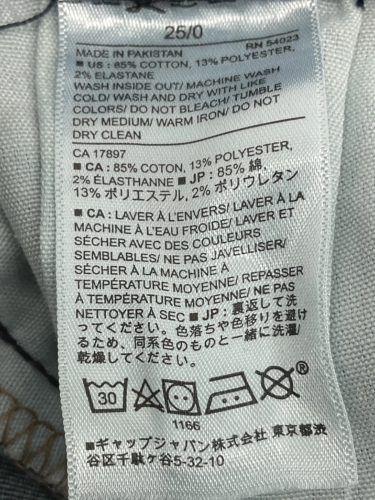 25/0
MADE IN PAKISTAN RN 54023
■ US : 85% COTTON, 13% POLYESTER,
2% ELASTANE
WASH INSIDE OUT/ MACHINE WASH
COLD/ WASH AND DRY WITH LIKE
COLORS/ DO NOT BLEACH/ TUMBLE
DRY MEDIUM/ WARM IRON/ DO NOT
DRY CLEAN
CA 17897
■ CA : 85% COTTON, 13% POLYESTER,
2% ÉLASTHANNE ■ JP : 85% 綿,
13% ポリエステル, 2% ポリウレタン
■ CA : LAVER À L'ENVERS/ LAVER À LA
MACHINE À L'EAU FROIDE/ LAVER ET
SÉCHER AVEC DES COULEURS
SEMBLABLES/ NE PAS JAVELLISER/
SÉCHER À LA MACHINE À
TEMPÉRATURE MOYENNE/ REPASSER
À TEMPÉRATURE MOYENNE/ NE PAS
NETTOYER À SEC ■ JP : 裏返して洗
ってください。色落ちや色移りを避け
るため、同系色のものと一緒に洗濯/
乾燥してください。
30 ®
1166
■ギャップジャパン株式会社 東京都渋
谷区千駄ヶ谷5-32-10